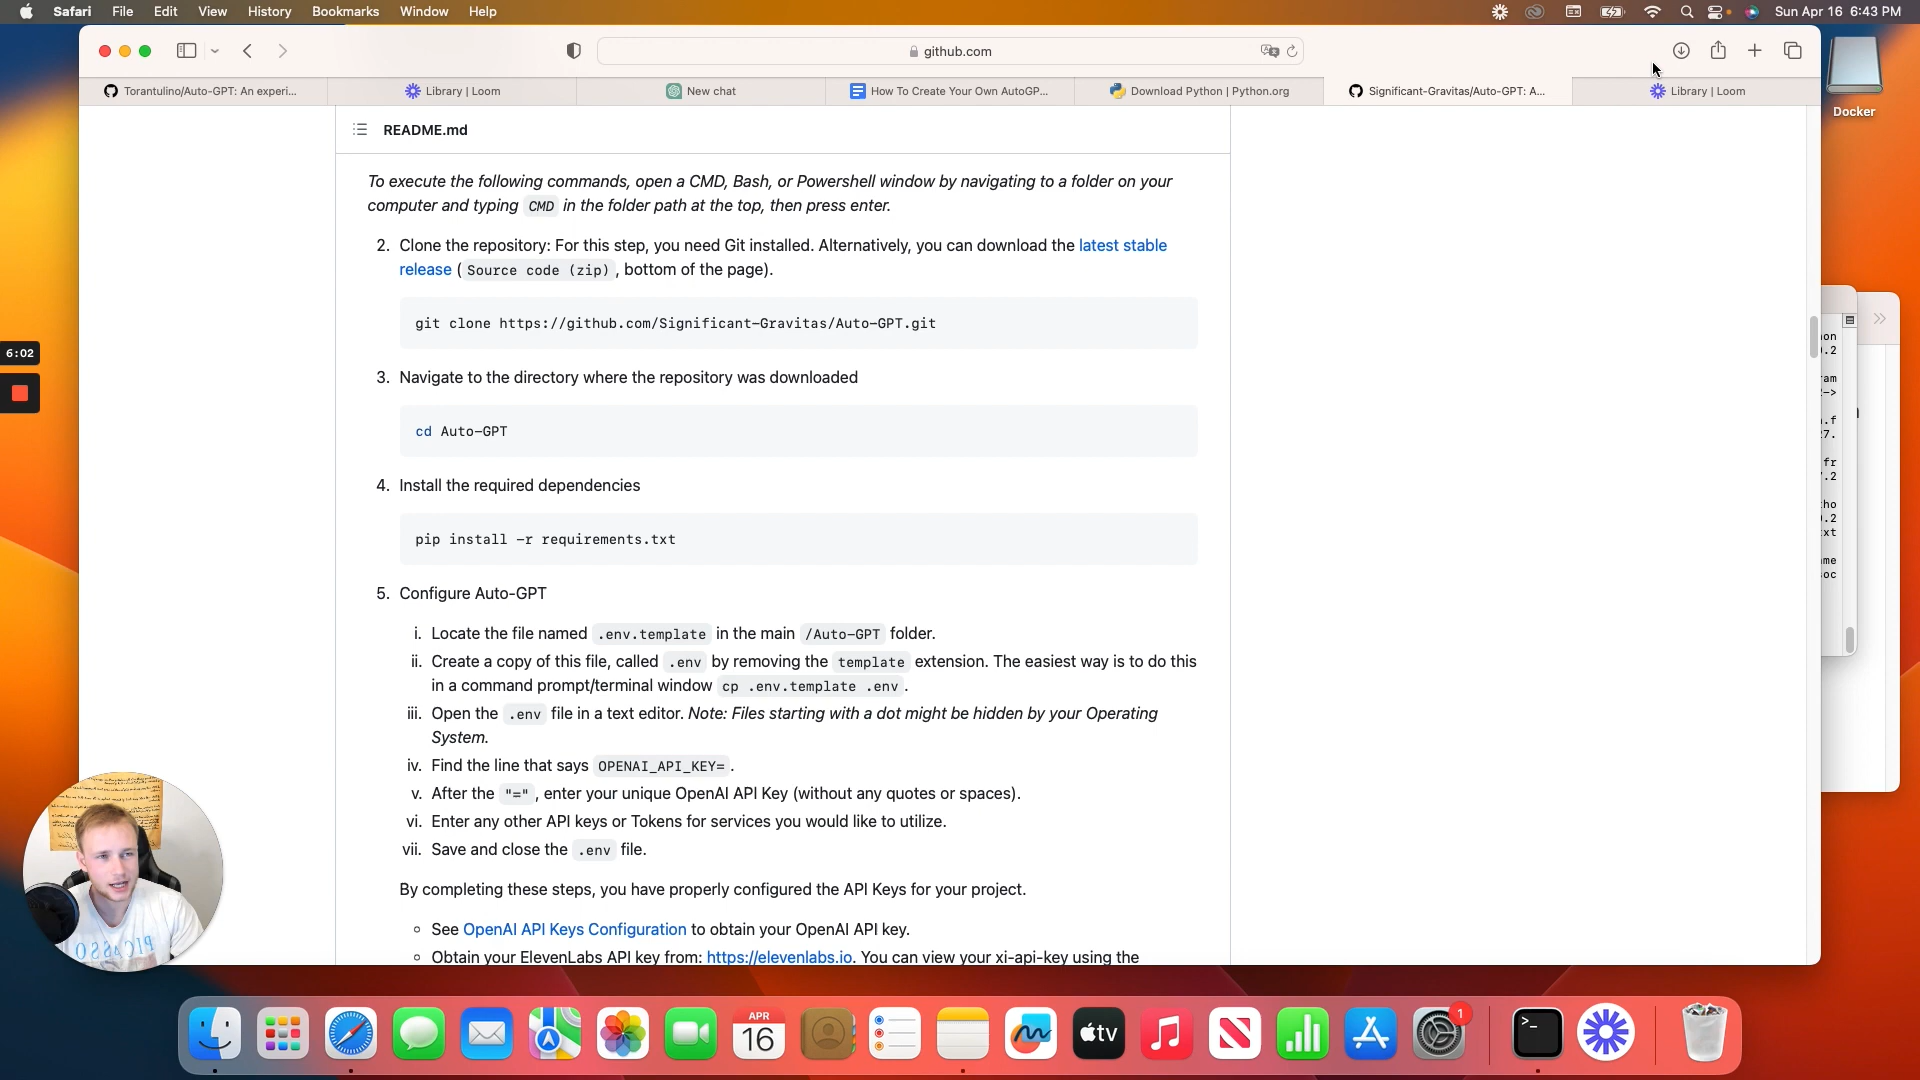 Safari File Edit View History Bookmarks Window Help
Sun Apr 16 6:43 PM
github.com
Torantulino/Auto-GPT: An experi...
Library | Loom
New chat
How To Create Your Own AutoGP...
Download Python | Python.org
Significant-Gravitas/Auto-GPT: A...
Library | Loom
Docker
README.md
To execute the following commands, open a CMD, Bash, or Powershell window by navigating to a folder on your
computer and typing CMD in the folder path at the top, then press enter.
2. Clone the repository: For this step, you need Git installed. Alternatively, you can download the latest stable
release ( Source code (zip) , bottom of the page).
git clone https://github.com/Significant-Gravitas/Auto-GPT.git
3. Navigate to the directory where the repository was downloaded
cd Auto-GPT
4. Install the required dependencies
pip install -r requirements.txt
5. Configure Auto-GPT
i. Locate the file named .env.template in the main /Auto-GPT folder.
ii. Create a copy of this file, called .env by removing the template extension. The easiest way is to do this
in a command prompt/terminal window cp .env.template .env .
iii. Open the .env file in a text editor. Note: Files starting with a dot might be hidden by your Operating
System.
iv. Find the line that says OPENAI_API_KEY= .
v. After the "=" , enter your unique OpenAI API Key (without any quotes or spaces).
vi. Enter any other API keys or Tokens for services you would like to utilize.
vii. Save and close the .env file.
By completing these steps, you have properly configured the API Keys for your project.
See OpenAI API Keys Configuration to obtain your OpenAI API key.
Obtain your ElevenLabs API key from: https://elevenlabs.io. You can view your xi-api-key using the
6:02
PICASSO
APR
16
tv
1